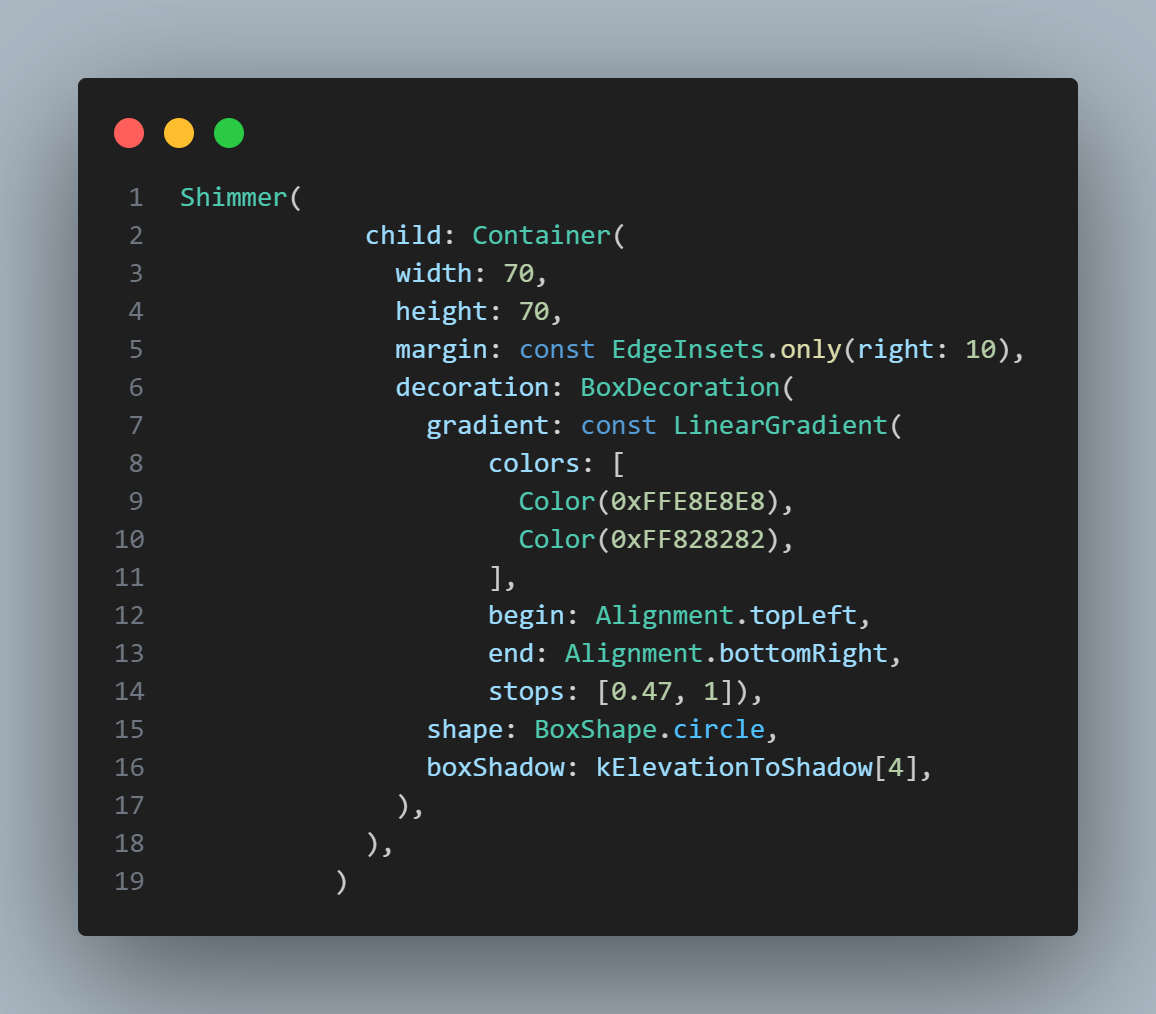 1 Shimmer(
2             child: Container(
3               width: 70,
4               height: 70,
5               margin: const EdgeInsets.only(right: 10),
6               decoration: BoxDecoration(
7                 gradient: const LinearGradient(
8                     colors: [
9                       Color(0xFFE8E8E8),
10                       Color(0xFF828282),
11                     ],
12                     begin: Alignment.topLeft,
13                     end: Alignment.bottomRight,
14                     stops: [0.47, 1]),
15                 shape: BoxShape.circle,
16                 boxShadow: kElevationToShadow[4],
17               ),
18             ),
19           )